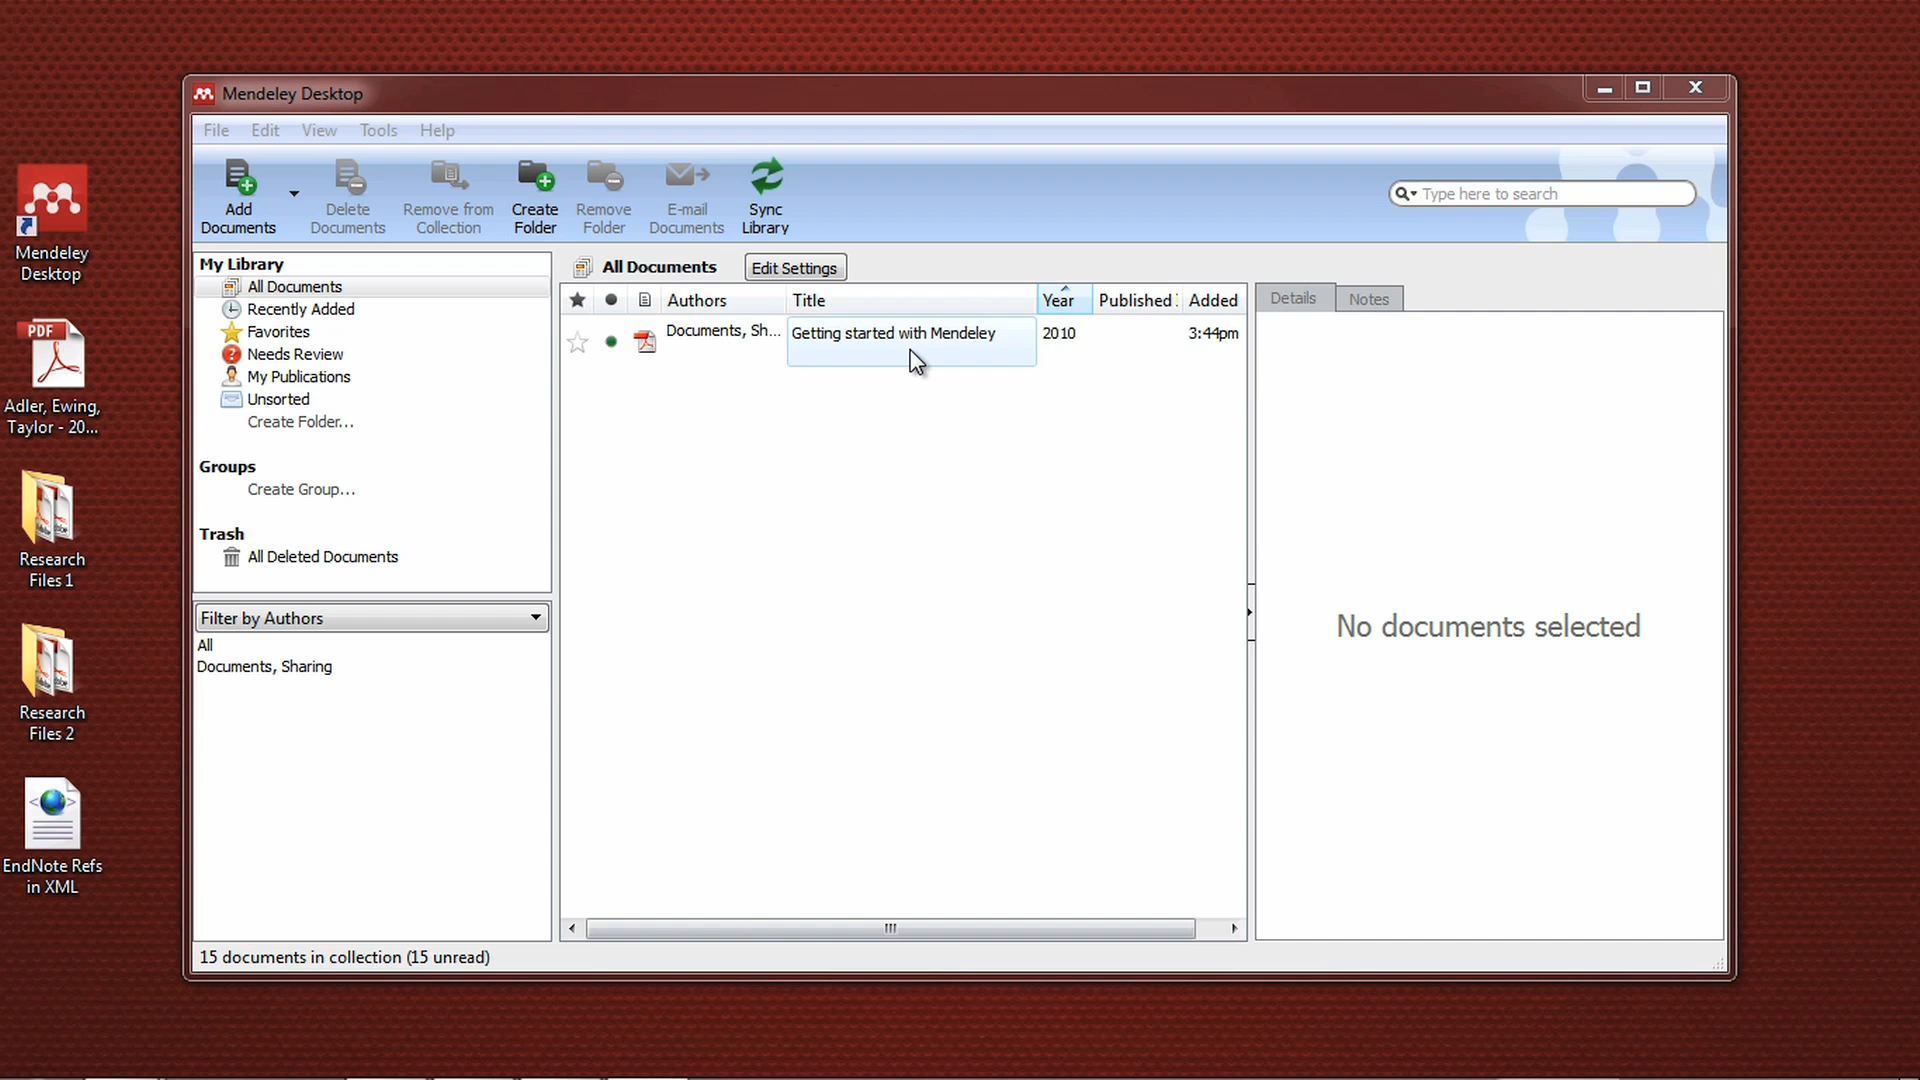 Mendeley Desktop
File Edit View Tools Help
Add Documents
Delete Documents
Remove from Collection
Create Folder
Remove Folder
E-mail Documents
Sync Library
Type here to search
Mendeley
Desktop
PDF
Adler, Ewing,
Taylor - 20...
Research
Files 1
Research
Files 2
EndNote Refs
in XML
My Library
All Documents
Recently Added
Favorites
Needs Review
My Publications
Unsorted
Create Folder...
Groups
Create Group...
Trash
All Deleted Documents
Filter by Authors
All
Documents, Sharing
All Documents Edit Settings
Authors Title Year Published Added
Documents, Sh... Getting started with Mendeley 2010 3:44pm
Details Notes
No documents selected
15 documents in collection (15 unread)